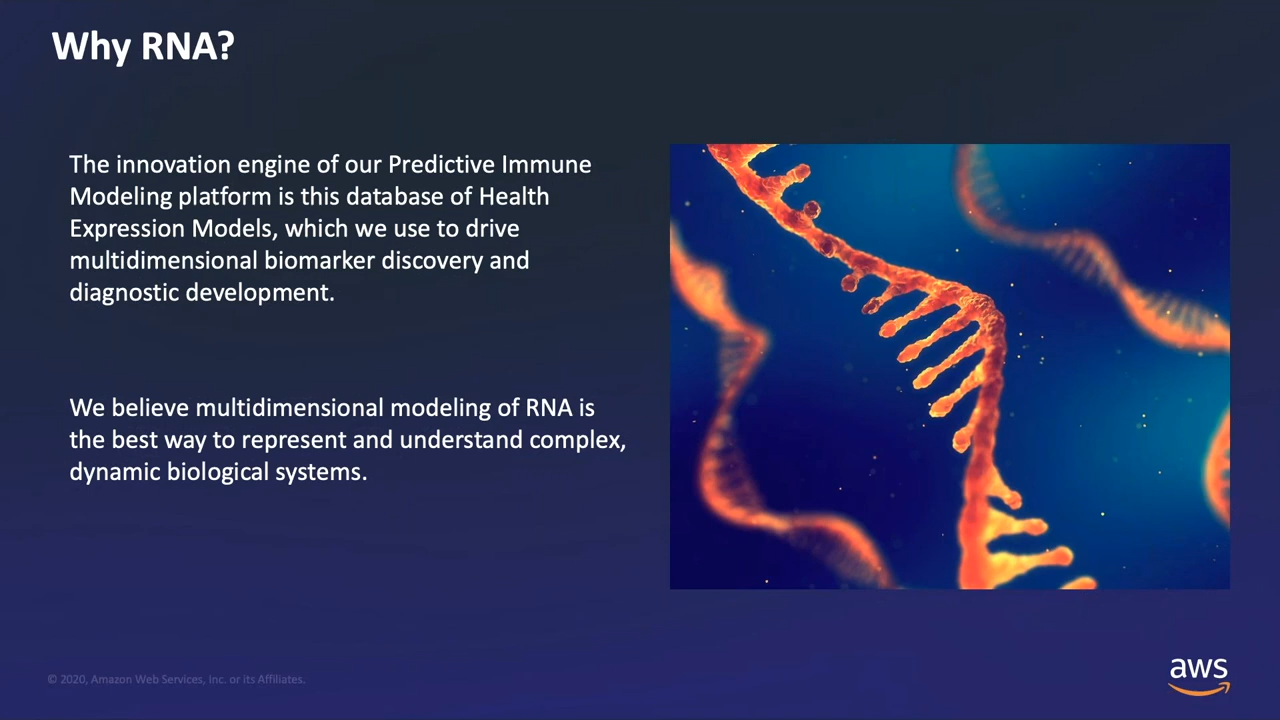 Why RNA?
The innovation engine of our Predictive Immune
Modeling platform is this database of Health
Expression Models, which we use to drive
multidimensional biomarker discovery and
diagnostic development.
We believe multidimensional modeling of RNA is
the best way to represent and understand complex,
dynamic biological systems.
© 2020, Amazon Web Services, Inc. or its Affiliates.
aws